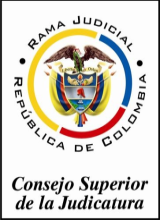 RAMA JUDICIAL
REPÚBLICA DE COLOMBIA
Consejo Superior
de la Judicatura